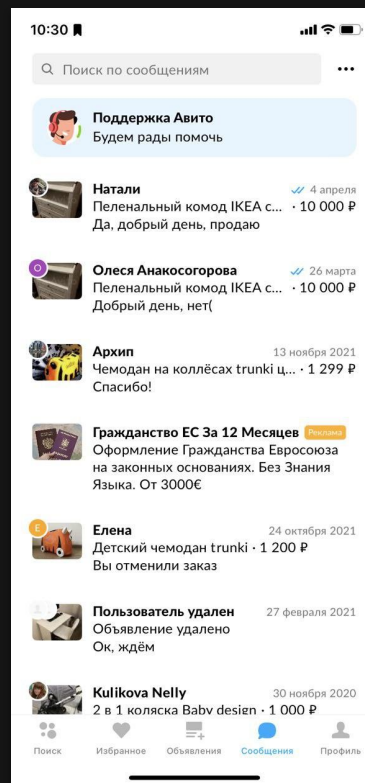 10:30
Поиск по сообщениям
Поддержка Авито
Будем рады помочь
Натали
4 апреля
Пеленальный комод IKEA с... · 10 000 ₽
Да, добрый день, продаю
О
Олеся Анакосогорова
26 марта
Пеленальный комод IKEA с... · 10 000 ₽
Добрый день, нет(
Архип
13 ноября 2021
Чемодан на коллёсах trunki ц... · 1 299 ₽
Спасибо!
Гражданство ЕС За 12 Месяцев Реклама
Оформление Гражданства Евросоюза
на законных основаниях. Без Знания
Языка. От 3000€
Е
Елена
24 октября 2021
Детский чемодан trunki · 1 200 ₽
Вы отменили заказ
Пользователь удален
27 февраля 2021
Объявление удалено
Ок, ждём
Kulikova Nelly
30 ноября 2020
2 в 1 коляска Baby design · 1 000 ₽
Поиск
Избранное
Объявления
Сообщения
Профиль